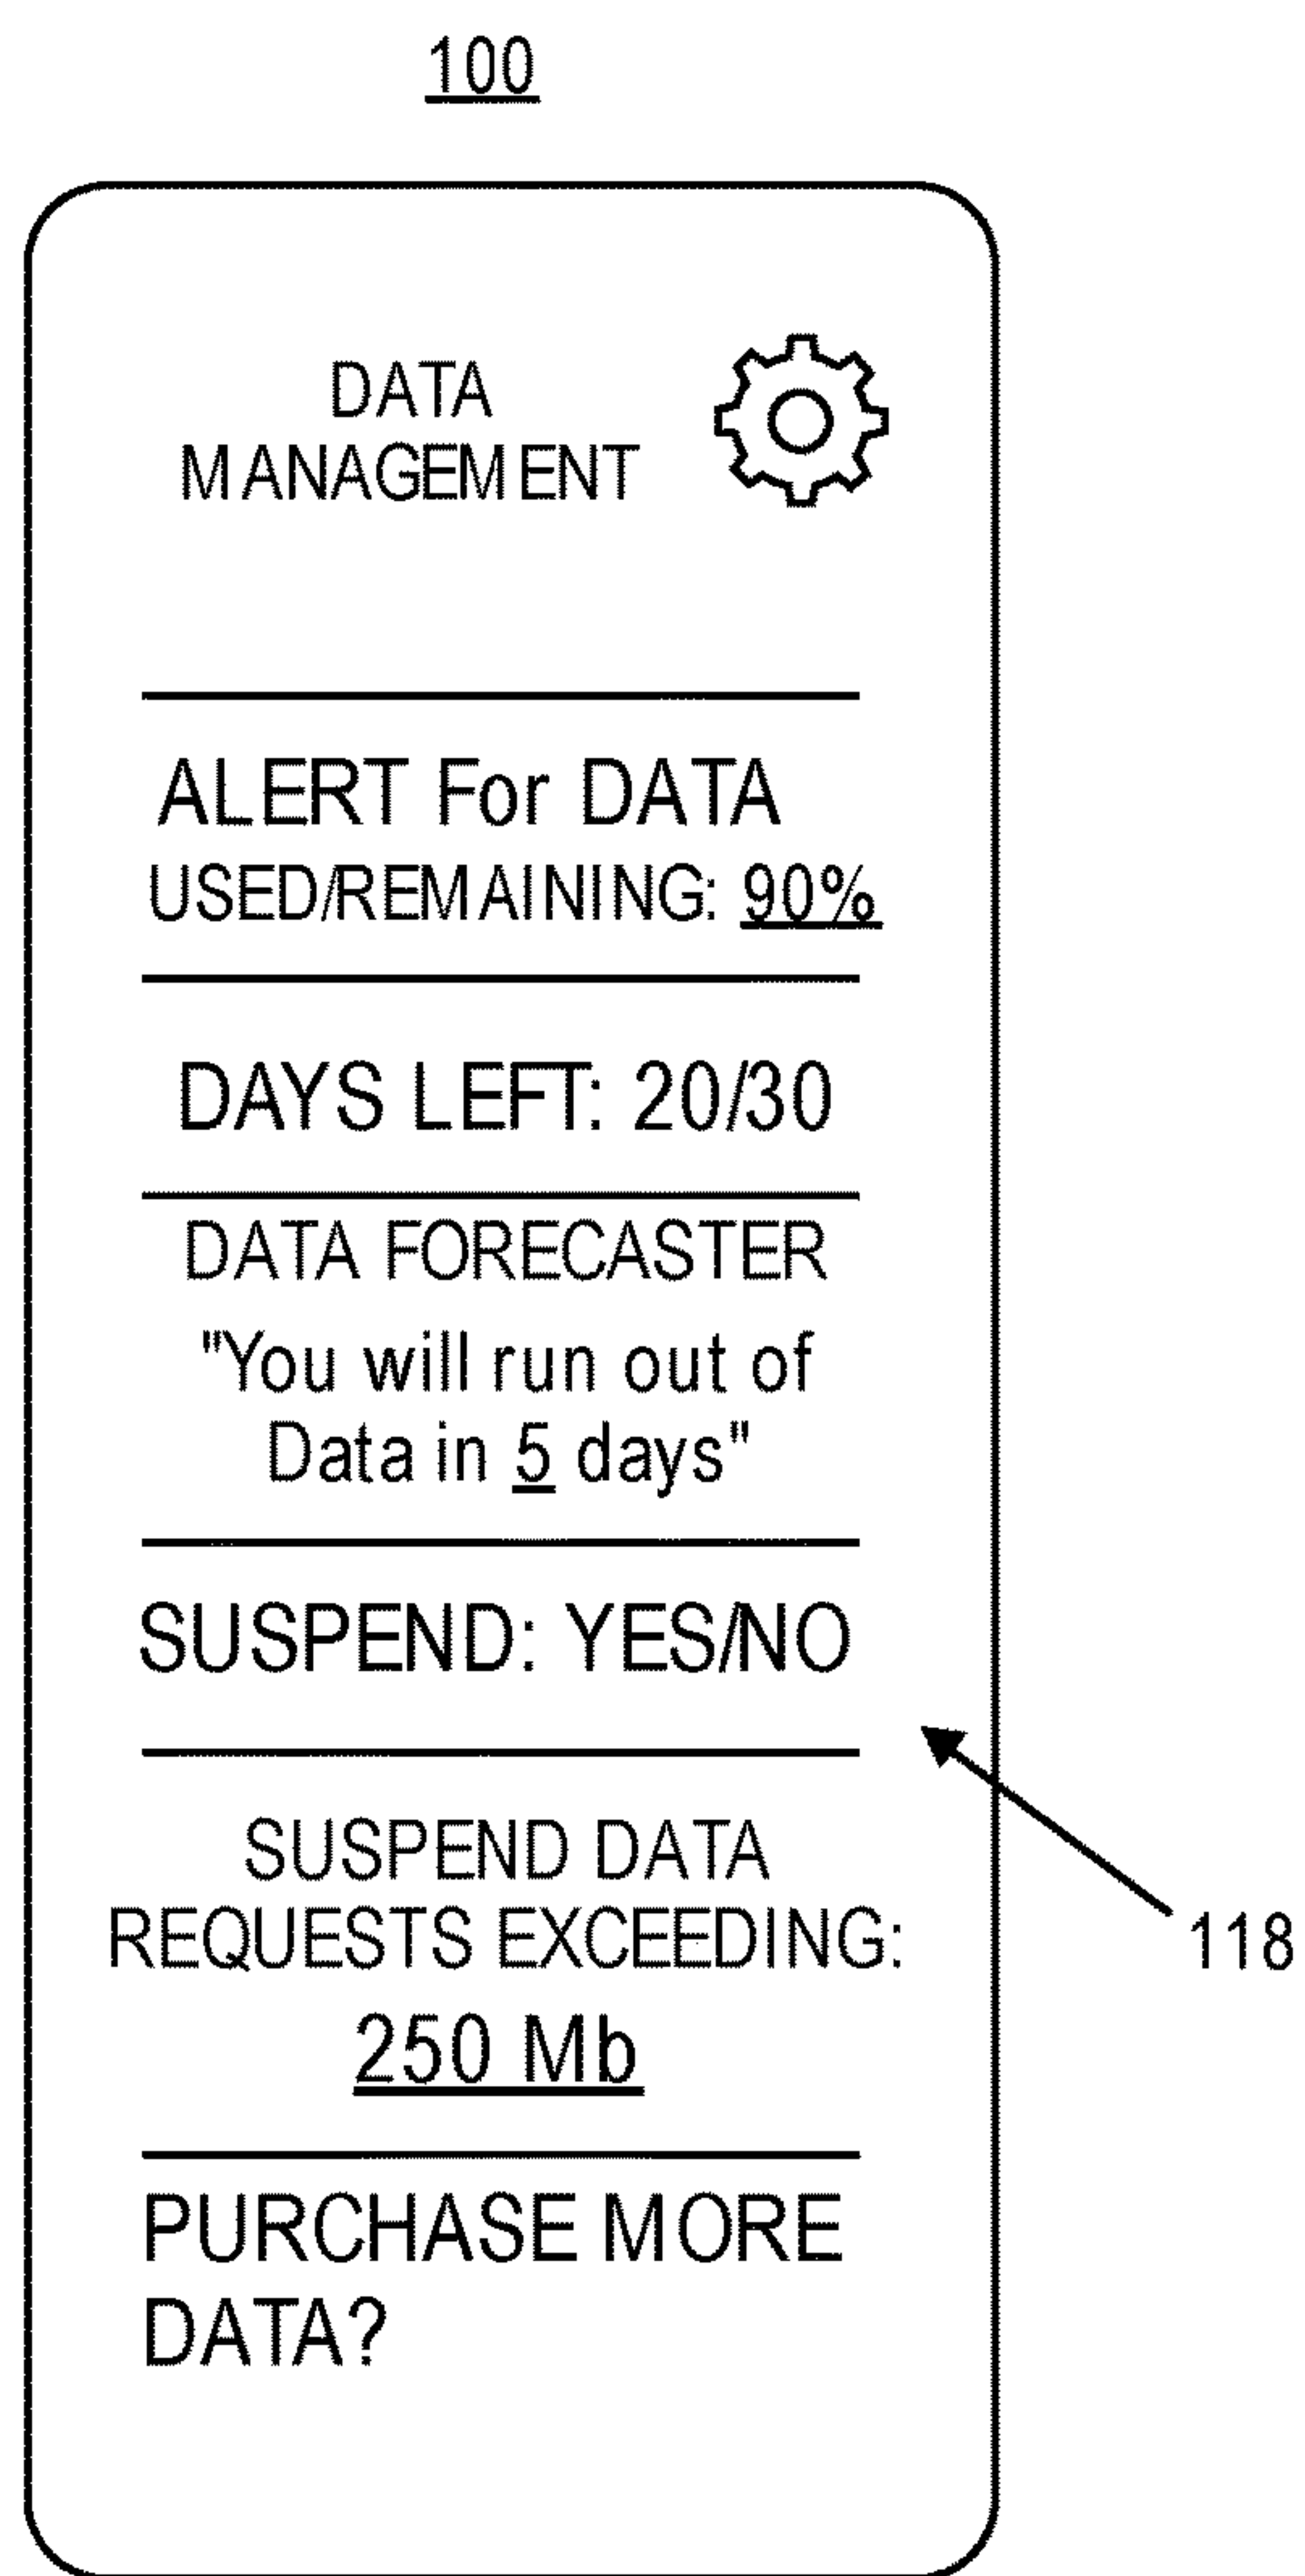 100
DATA
MANAGEMENT
ALERT For DATA
USED/REMAINING: 90%
DAYS LEFT: 20/30
DATA FORECASTER
"You will run out of
Data in 5 days"
SUSPEND: YES/NO
SUSPEND DATA
REQUESTS EXCEEDING:
250 Mb
118
PURCHASE MORE
DATA?